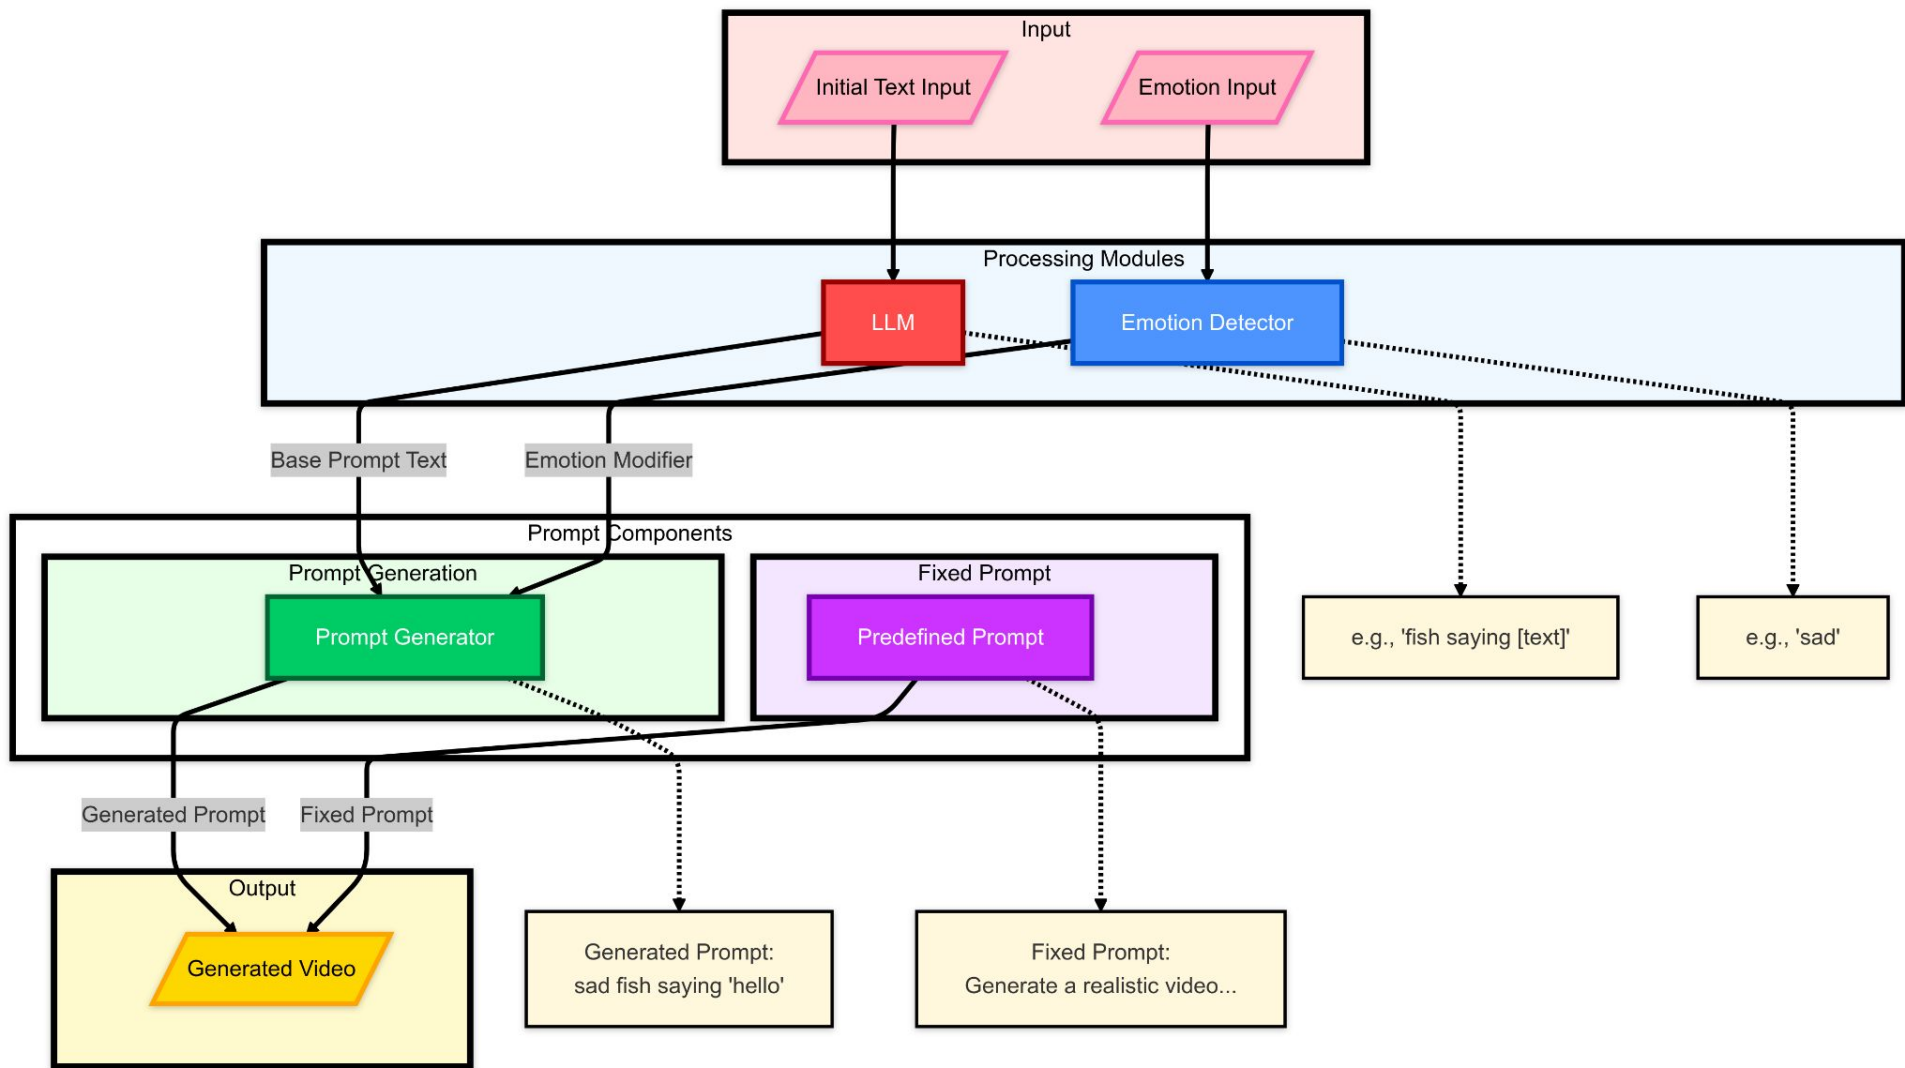 Input
Initial Text Input
Emotion Input
Processing Modules
LLM
Emotion Detector
Base Prompt Text
Emotion Modifier
Prompt Components
Prompt Generation
Fixed Prompt
Prompt Generator
Predefined Prompt
e.g., 'fish saying [text]'
e.g., 'sad'
Generated Prompt
Fixed Prompt
Output
Generated Video
Generated Prompt:
sad fish saying 'hello'
Fixed Prompt:
Generate a realistic video...